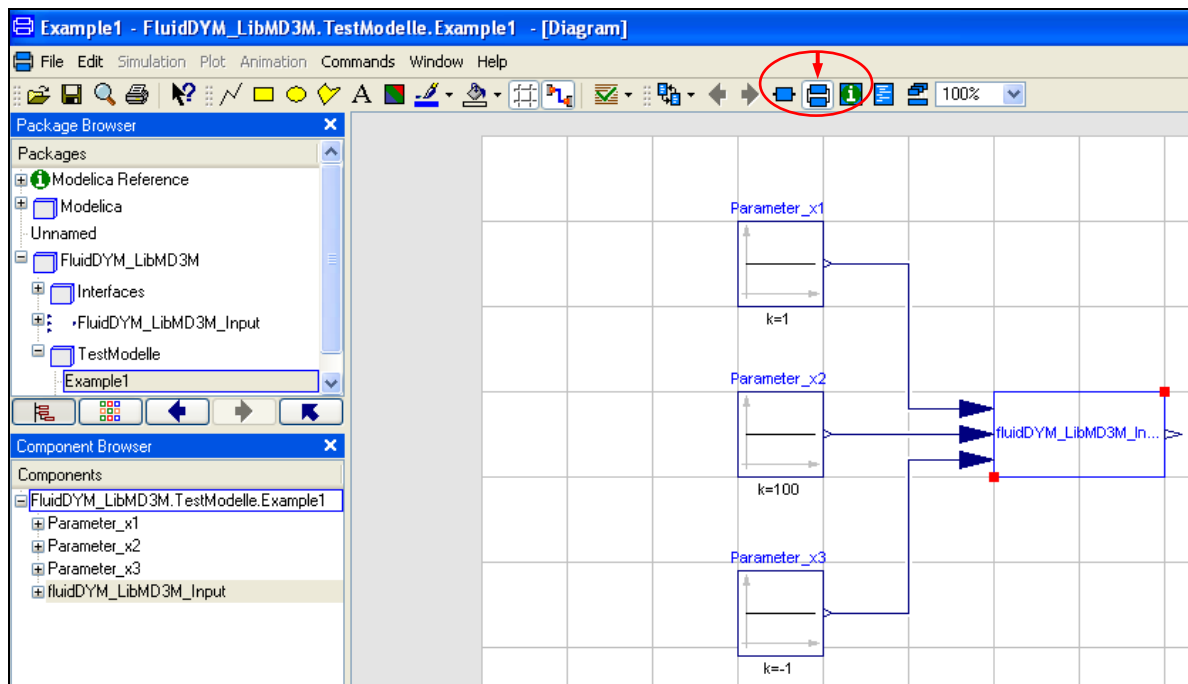 Example1 - FluidDYM_LibMD3M.TestModelle.Example1 - [Diagram]
File Edit Simulation Plot Animation Commands Window Help
A
100%
Package Browser
Packages
Modelica Reference
Modelica
Unnamed
FluidDYM_LibMD3M
Interfaces
FluidDYM_LibMD3M_Input
TestModelle
Example1
Component Browser
Components
FluidDYM_LibMD3M.TestModelle.Example1
Parameter_x1
Parameter_x2
Parameter_x3
fluidDYM_LibMD3M_Input
Parameter_x1
k=1
Parameter_x2
k=100
fluidDYM_LibMD3M_In...
Parameter_x3
k=-1